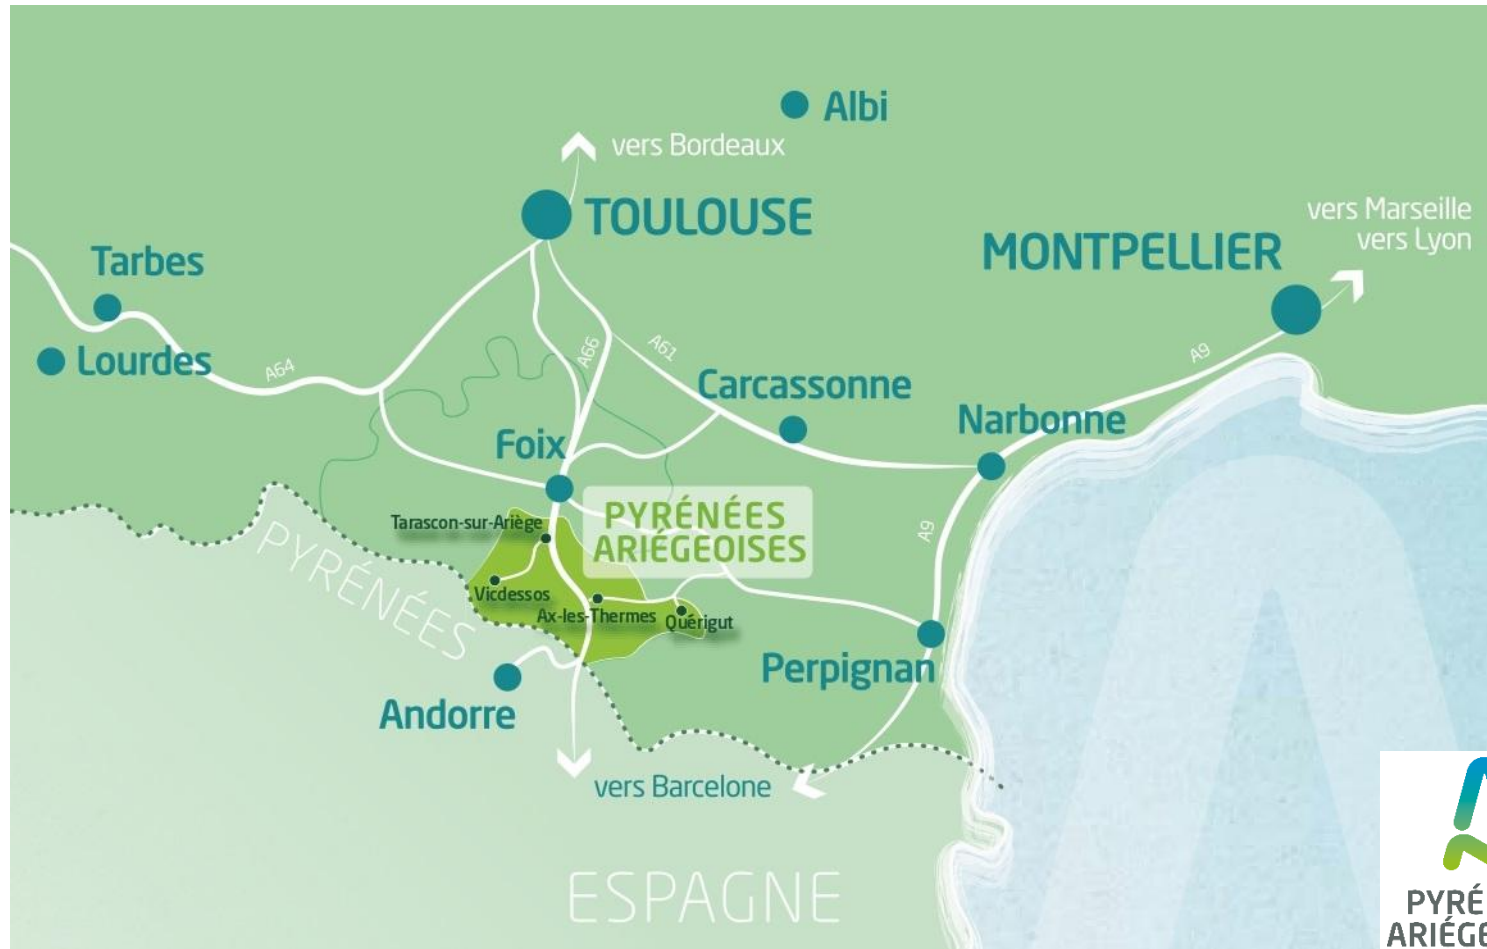 Albi
vers Bordeaux
TOULOUSE
vers Marseille
vers Lyon
MONTPELLIER
Tarbes
Lourdes
A64
A66
A61
A9
Carcassonne
Narbonne
Foix
PYRÉNÉES
ARIÉGEOISES
Tarascon-sur-Ariège
A9
PYRÉNÉES
Vicdessos
Ax-les-Thermes
Quérigut
Perpignan
Andorre
vers Barcelone
ESPAGNE
PYRÉ
ARIÉGE